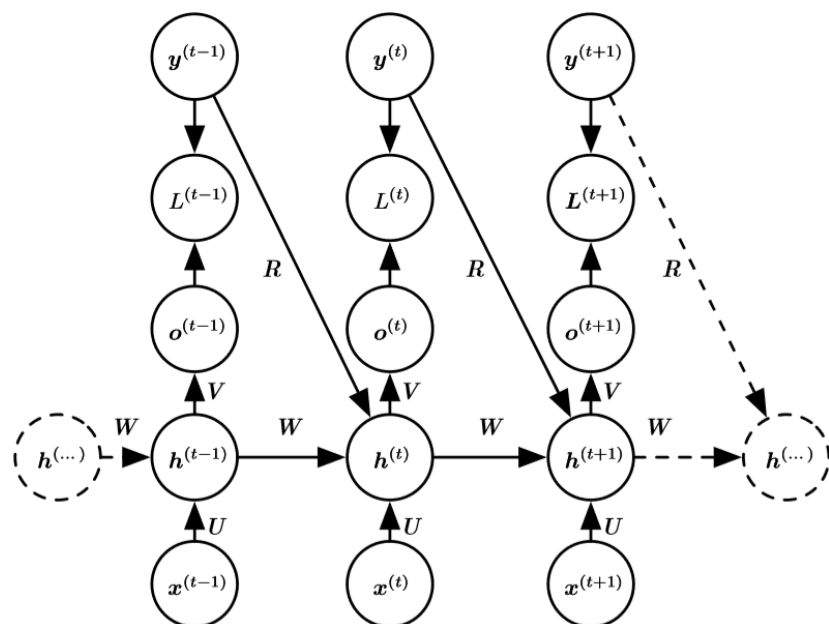 y^(t−1) y^(t) y^(t+1)
L^(t−1) L^(t) L^(t+1)
R R R
o^(t−1) o^(t) o^(t+1)
V V V
W W W W
h^(...) h^(t−1) h^(t) h^(t+1) h^(...)
U U U
x^(t−1) x^(t) x^(t+1)